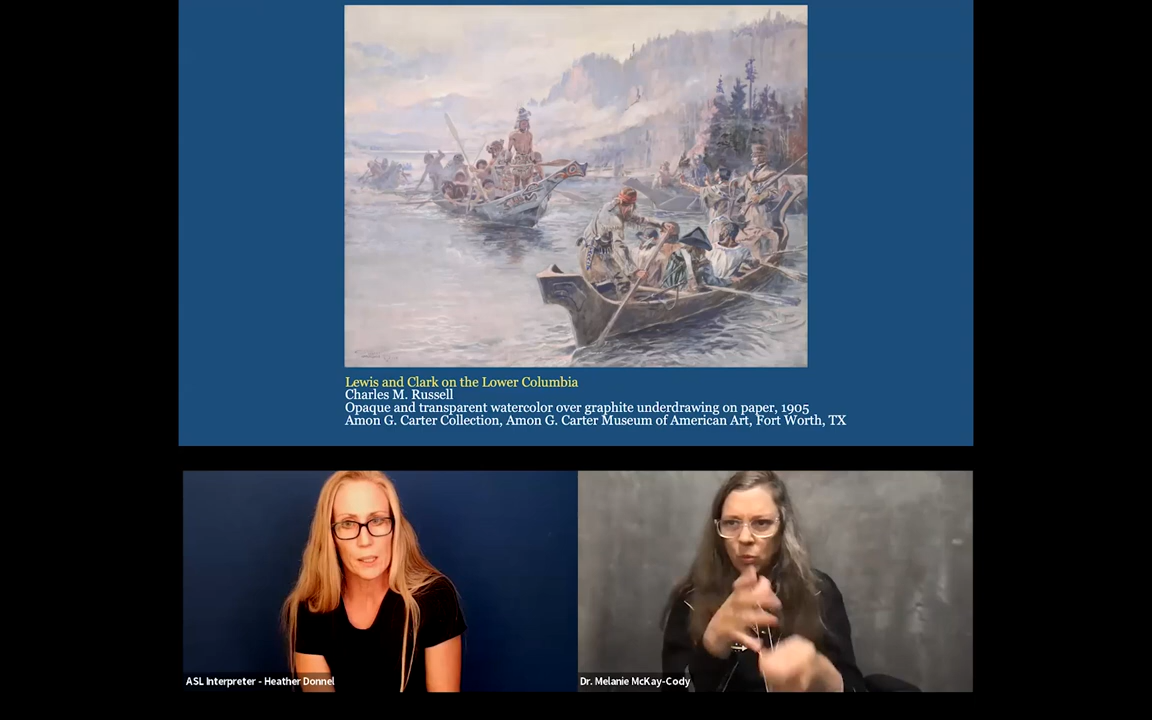 Lewis and Clark on the Lower Columbia
Charles M. Russell
Opaque and transparent watercolor over graphite underdrawing on paper, 1905
Amon G. Carter Collection, Amon G. Carter Museum of American Art, Fort Worth, TX
ASL Interpreter - Heather Donnel
Dr. Melanie McKay-Cody